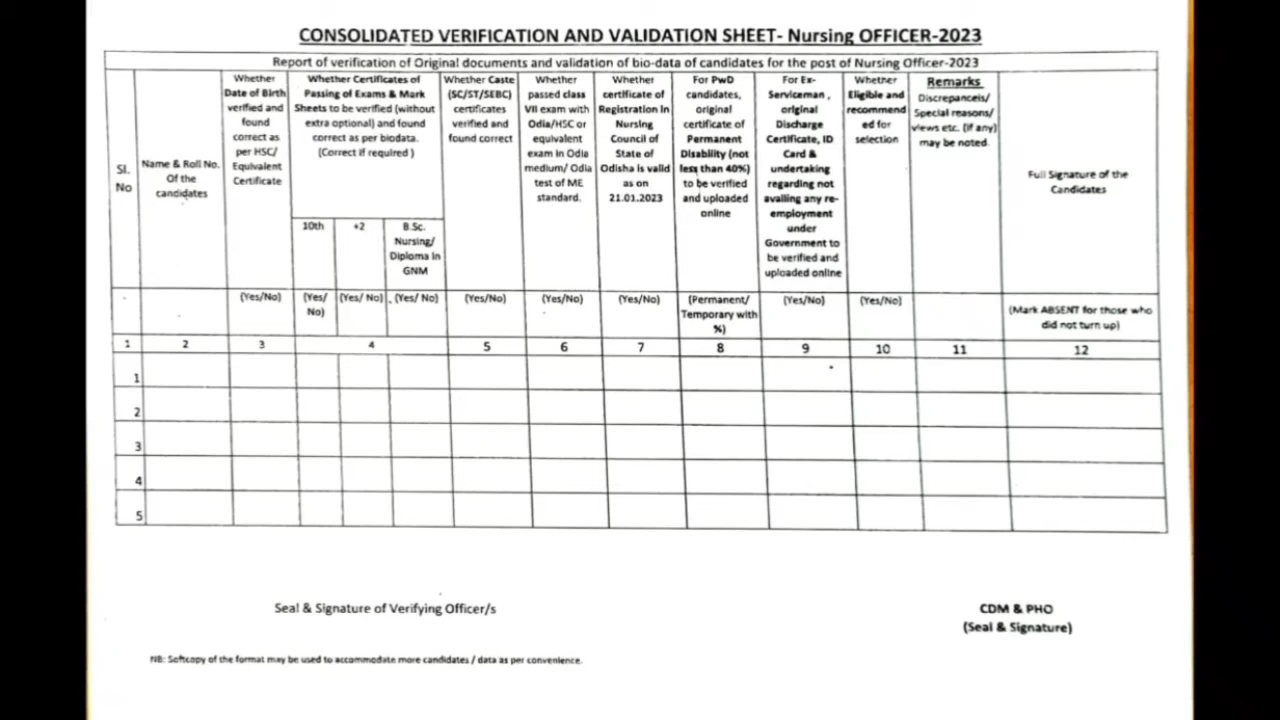 CONSOLIDATED VERIFICATION AND VALIDATION SHEET- Nursing OFFICER-2023
Report of verification of Original documents and validation of bio-data of candidates for the post of Nursing Officer-2023
Sl.
No
Name & Roll No.
Of the
candidates
Whether
Date of Birth
verified and
found
correct as
per HSC/
Equivalent
Certificate
Whether Certificates of
Passing of Exams & Mark
Sheets to be verified (without
extra optional) and found
correct as per biodata.
(Correct if required )
10th
+2
B.Sc.
Nursing/
Diploma in
GNM
Whether Caste
(SC/ST/SEBC)
certificates
verified and
found correct
Whether
passed class
VII exam with
Odia/HSC or
equivalent
exam in Odia
medium/ Odia
test of ME
standard.
Whether
certificate of
Registration in
Nursing
Council of
State of
Odisha is valid
as on
21.01.2023
For PwD
candidates,
original
certificate of
Permanent
Disability (not
less than 40%)
to be verified
and uploaded
online
For Ex-
Serviceman ,
original
Discharge
Certificate, ID
Card &
undertaking
regarding not
availing any re-
employment
under
Government to
be verified and
uploaded online
Whether
Eligible and
recommend
ed for
selection
Remarks
Discrepancies/
Special reasons/
views etc. (if any)
may be noted.
Full Signature of the
Candidates
(Yes/No)
(Yes/
No)
(Yes/ No)
(Yes/ No)
(Yes/No)
(Yes/No)
(Yes/No)
(Permanent/
Temporary with
%)
(Yes/No)
(Yes/No)
(Mark ABSENT for those who
did not turn up)
1 2 3 4 5 6 7 8 9 10 11 12
1
2
3
4
5
Seal & Signature of Verifying Officer/s
CDM & PHO
(Seal & Signature)
NB: Softcopy of the format may be used to accommodate more candidates / data as per convenience.